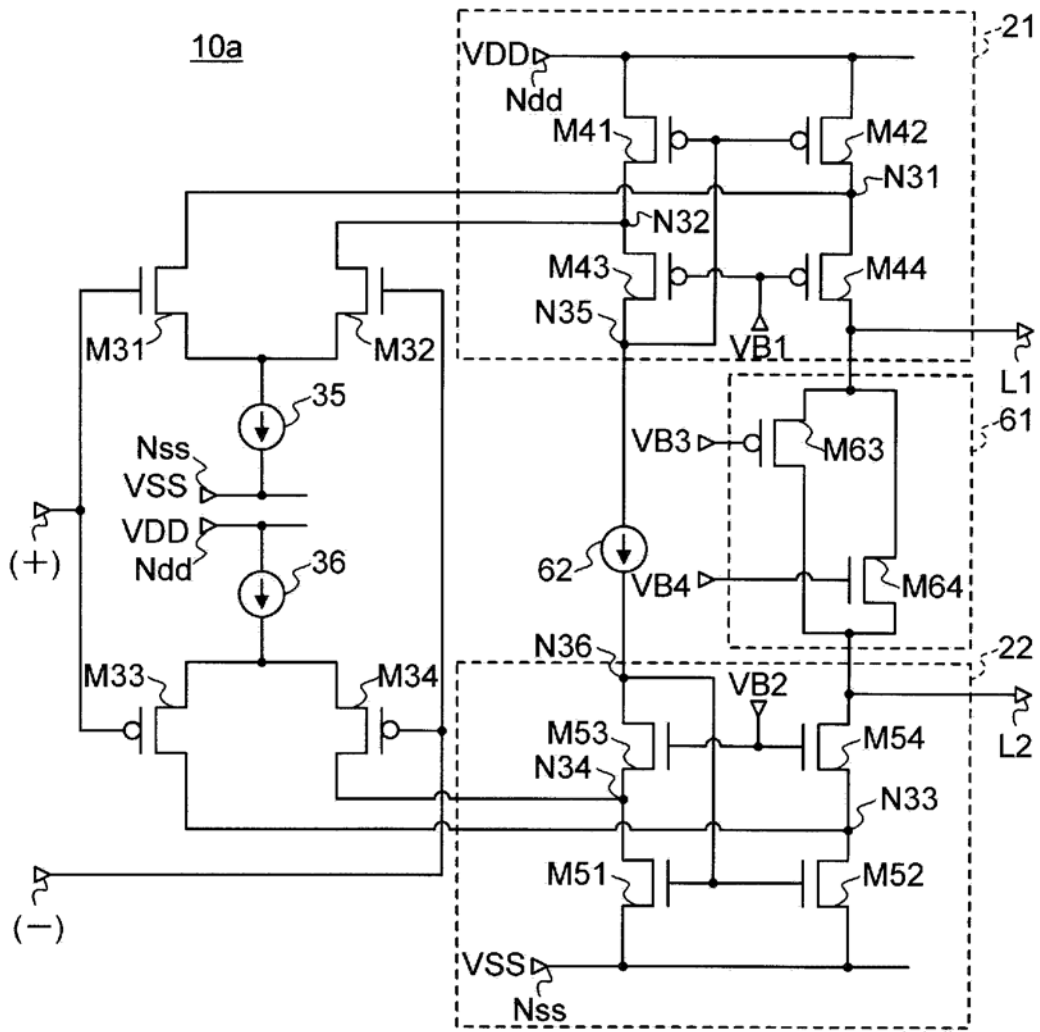 10a
21
VDD
Ndd
M41
M42
N31
N32
M43
M44
N35
VB1
L1
M31
M32
35
Nss
VSS
VDD
Ndd
36
(+)
VB3
M63
61
62
VB4
M64
N36
22
M33
M34
VB2
M53
M54
L2
N34
N33
M51
M52
(−)
VSS
Nss